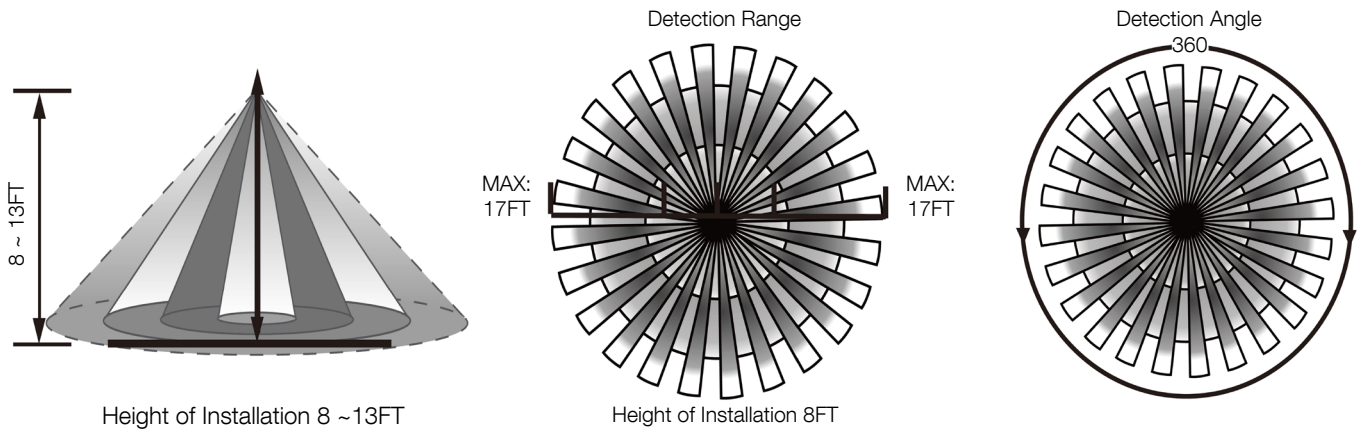 8 ~ 13FT
Height of Installation 8 ~13FT
Detection Range
MAX:
17FT
MAX:
17FT
Height of Installation 8FT
Detection Angle
360